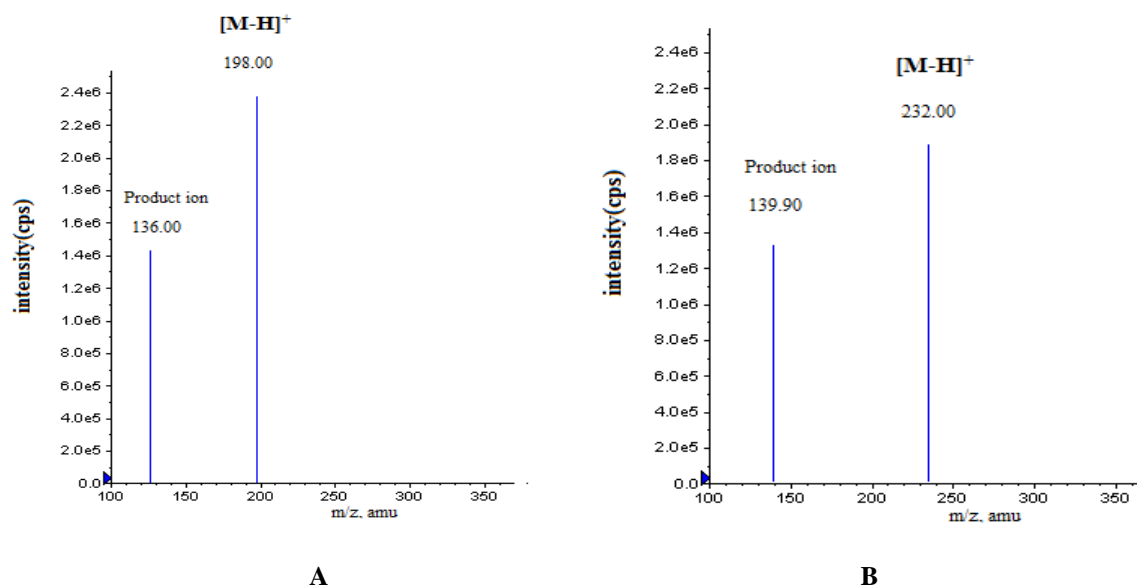 [M-H]+
198.00
2.4e6
2.2e6
2.0e6
1.8e6
Product ion
1.6e6
136.00
1.4e6
1.2e6
1.0e6
8.0e5
6.0e5
4.0e5
2.0e5
0.0
100 150 200 250 300 350
m/z, amu
intensity(cps)
A
[M-H]+
232.00
2.4e6
2.2e6
2.0e6
1.8e6
Product ion
1.6e6
139.90
1.4e6
1.2e6
1.0e6
8.0e5
6.0e5
4.0e5
2.0e5
0.0
100 150 200 250 300 350
m/z, amu
intensity(cps)
B